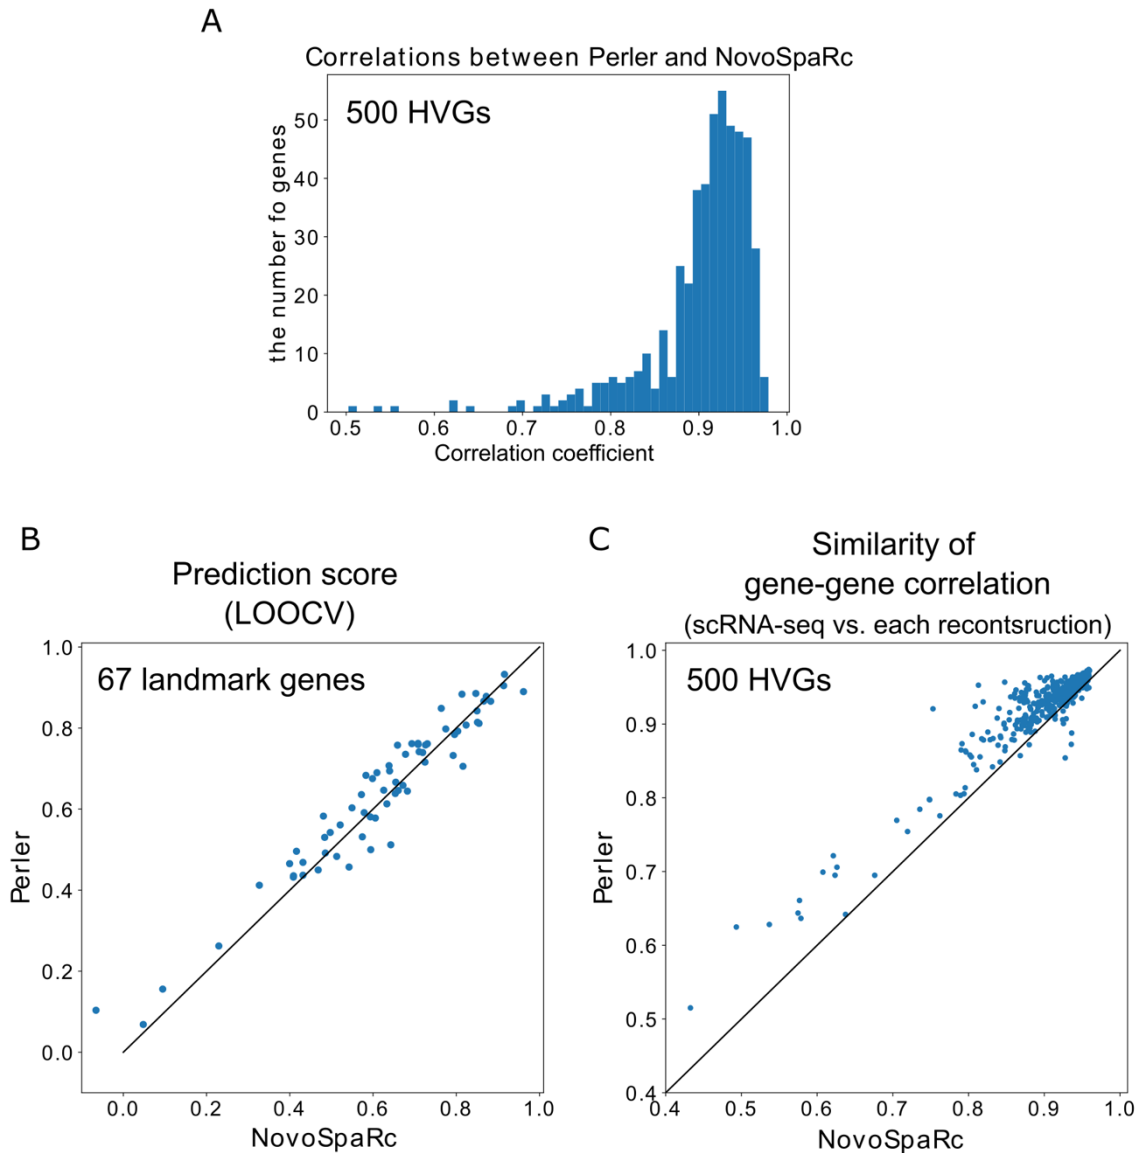 A
Correlations between Perler and NovoSpaRc
500 HVGs
the number fo genes
50
40
30
20
10
0
0.5 0.6 0.7 0.8 0.9 1.0
Correlation coefficient
B
Prediction score
(LOOCV)
67 landmark genes
Perler
1.0
0.8
0.6
0.4
0.2
0.0
0.0 0.2 0.4 0.6 0.8 1.0
NovoSpaRc
C
Similarity of
gene-gene correlation
(scRNA-seq vs. each recontsruction)
500 HVGs
Perler
1.0
0.9
0.8
0.7
0.6
0.5
0.4
0.4 0.5 0.6 0.7 0.8 0.9 1.0
NovoSpaRc